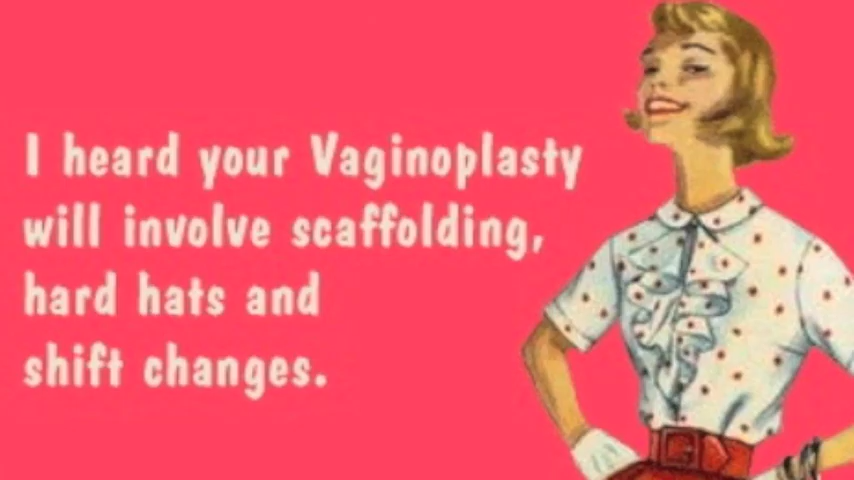 I heard your Vaginoplasty
will involve scaffolding,
hard hats and
shift changes.